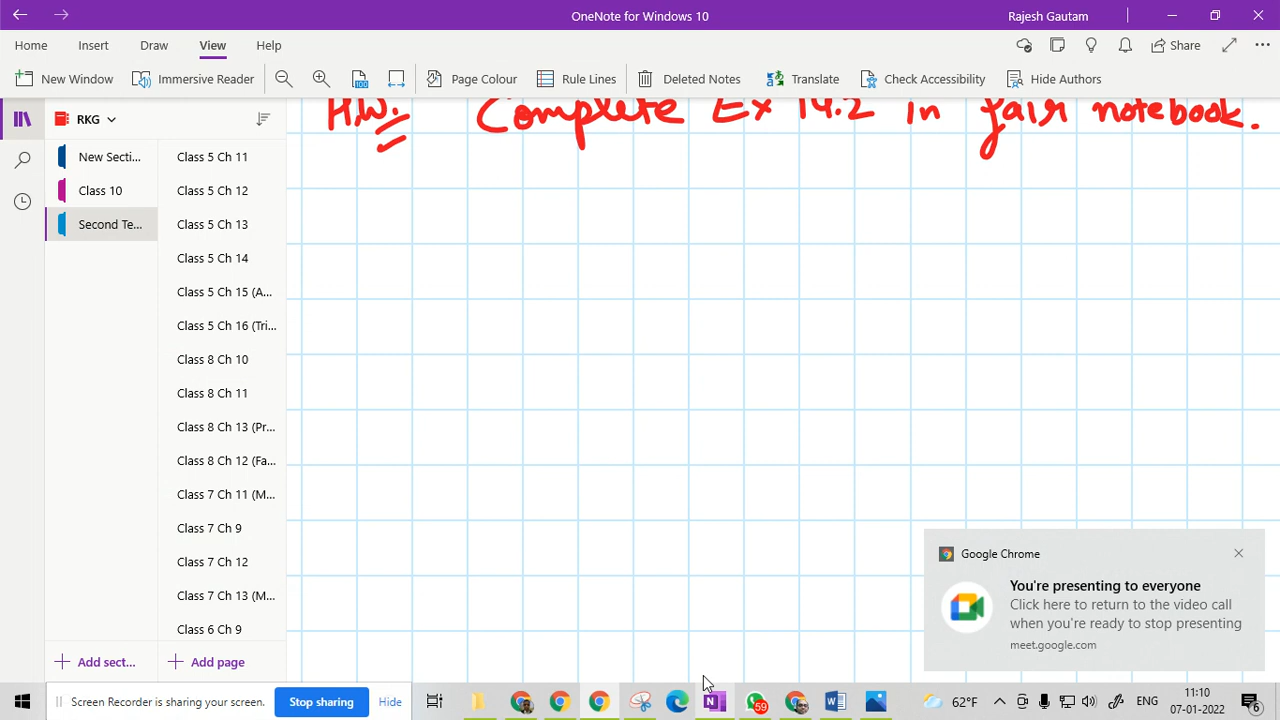 OneNote for Windows 10
Rajesh Gautam
Home Insert Draw View Help
Share
New Window Immersive Reader 100 Page Colour Rule Lines Deleted Notes Translate Check Accessibility Hide Authors
H.W. Complete Ex 14.2 in fair notebook.
RKG
New Secti...
Class 10
Second Te...
Class 5 Ch 11
Class 5 Ch 12
Class 5 Ch 13
Class 5 Ch 14
Class 5 Ch 15 (A...
Class 5 Ch 16 (Tri...
Class 8 Ch 10
Class 8 Ch 11
Class 8 Ch 13 (Pr...
Class 8 Ch 12 (Fa...
Class 7 Ch 11 (M...
Class 7 Ch 9
Class 7 Ch 12
Class 7 Ch 13 (M...
Class 6 Ch 9
Add sect...
Add page
Google Chrome
You're presenting to everyone
Click here to return to the video call
when you're ready to stop presenting
meet.google.com
Screen Recorder is sharing your screen. Stop sharing Hide
59
62°F
ENG
11:10
07-01-2022
6